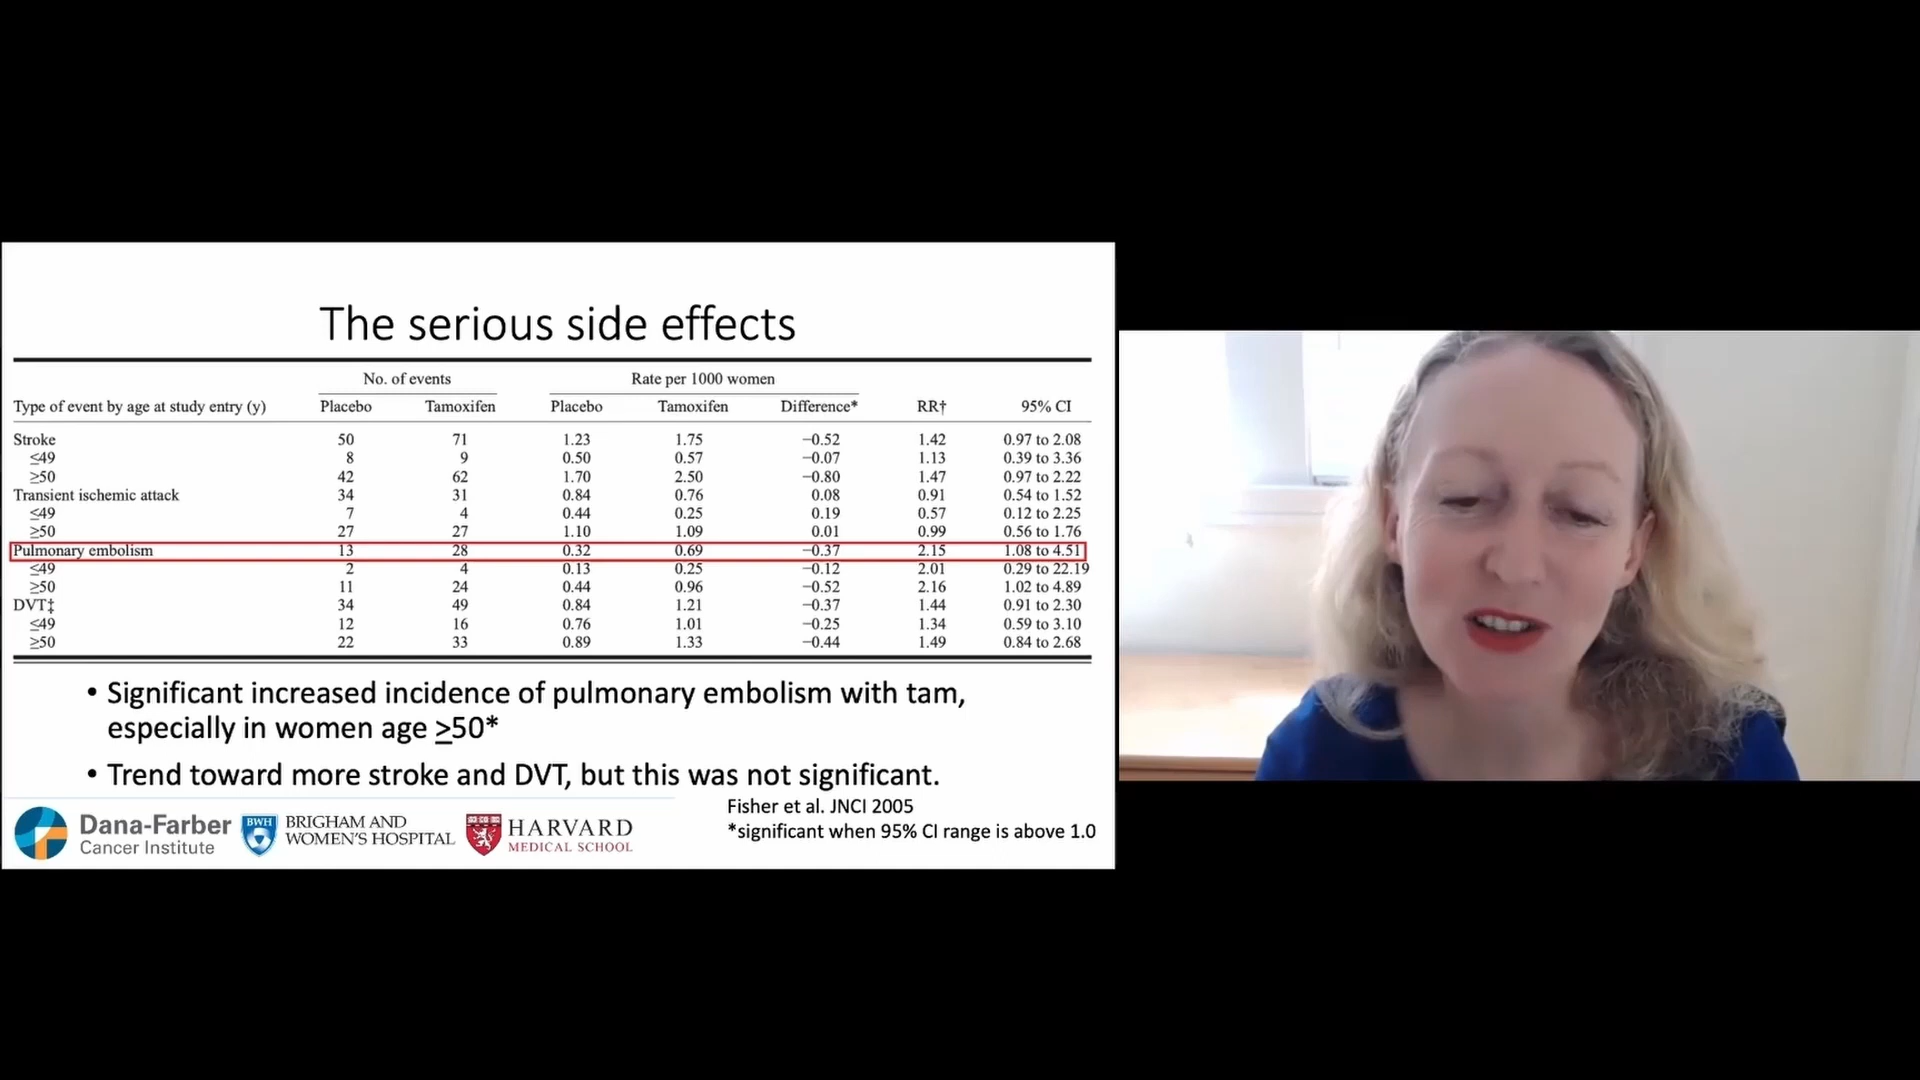 The serious side effects
No. of events Rate per 1000 women
Type of event by age at study entry (y) Placebo Tamoxifen Placebo Tamoxifen Difference* RR† 95% CI
Stroke 50 71 1.23 1.75 −0.52 1.42 0.97 to 2.08
≤49 8 9 0.50 0.57 −0.07 1.13 0.39 to 3.36
≥50 42 62 1.70 2.50 −0.80 1.47 0.97 to 2.22
Transient ischemic attack 34 31 0.84 0.76 0.08 0.91 0.54 to 1.52
≤49 7 4 0.44 0.25 0.19 0.57 0.12 to 2.25
≥50 27 27 1.10 1.09 0.01 0.99 0.56 to 1.76
Pulmonary embolism 13 28 0.32 0.69 −0.37 2.15 1.08 to 4.51
≤49 2 4 0.13 0.25 −0.12 2.01 0.29 to 22.19
≥50 11 24 0.44 0.96 −0.52 2.16 1.02 to 4.89
DVT‡ 34 49 0.84 1.21 −0.37 1.44 0.91 to 2.30
≤49 12 16 0.76 1.01 −0.25 1.34 0.59 to 3.10
≥50 22 33 0.89 1.33 −0.44 1.49 0.84 to 2.68
• Significant increased incidence of pulmonary embolism with tam,
especially in women age ≥50*
• Trend toward more stroke and DVT, but this was not significant.
Fisher et al. JNCI 2005
*significant when 95% CI range is above 1.0
Dana-Farber
Cancer Institute
BWH
BRIGHAM AND
WOMEN'S HOSPITAL
HARVARD
MEDICAL SCHOOL